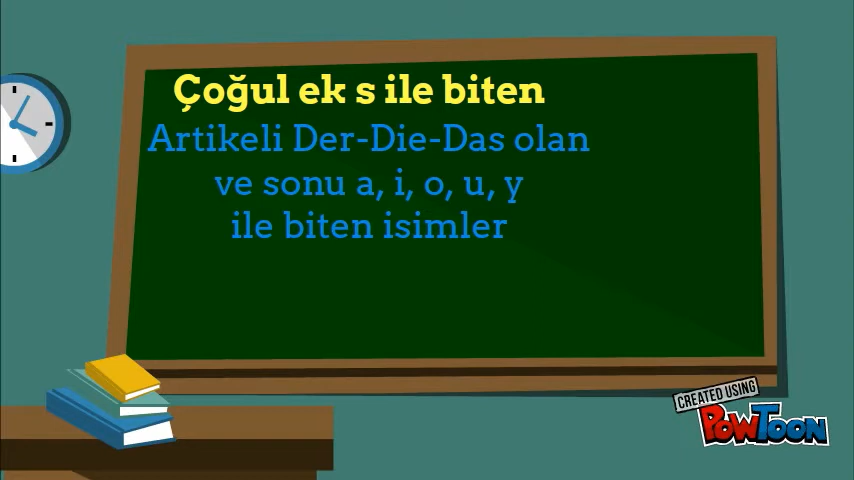 Çoğul ek s ile biten
Artikeli Der-Die-Das olan
ve sonu a, i, o, u, y
ile biten isimler
CREATED USING
POWTOON